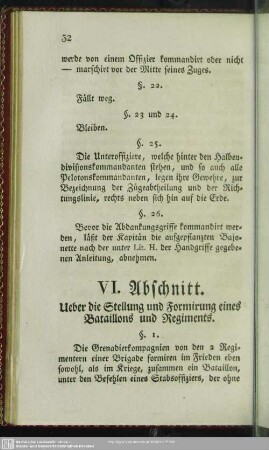 52
werde von einem Offizier kommandirt oder nicht
— marschirt vor der Mitte seines Zuges.
§. 22.
Fällt weg.
§. 23 und 24.
Bleiben.
§. 25.
Die Unteroffiziere, welche hinter den Halben-
divisionskommandanten stehen, und so auch alle
Pelotonskommandanten, legen ihre Gewehre, zur
Bezeichnung der Zügeabtheilung und der Rich-
tungslinie, rechts neben sich hin auf die Erde.
§. 26.
Bevor die Abdankungsgriffe kommandirt wer-
den, läßt der Kapitän die aufgepflanzten Bajo-
nette nach der unter Lit. H. der Handgriffe gegebe-
nen Anleitung, abnehmen.
VI. Abschnitt.
Ueber die Stellung und Formirung eines
Bataillons und Regiments.
§. 1.
Die Grenadierkompagnien von den 2 Regi-
mentern einer Brigade formiren im Frieden eben
sowohl, als im Kriege, zusammen ein Bataillon,
unter den Befehlen eines Stabsoffiziers, der ohne